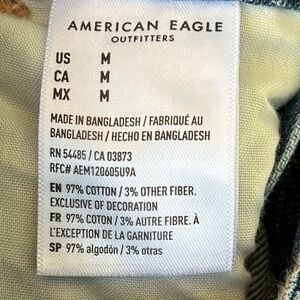 AMERICAN EAGLE
OUTFITTERS
US M
CA M
MX M
MADE IN BANGLADESH / FABRIQUÉ AU
BANGLADESH / HECHO EN BANGLADESH
RN 54485 / CA 03873
RFC# AEM120605U9A
EN 97% COTTON / 3% OTHER FIBER.
EXCLUSIVE OF DECORATION
FR 97% COTON / 3% AUTRE FIBRE. À
L'EXCEPTION DE LA GARNITURE
SP 97% algodón / 3% otras